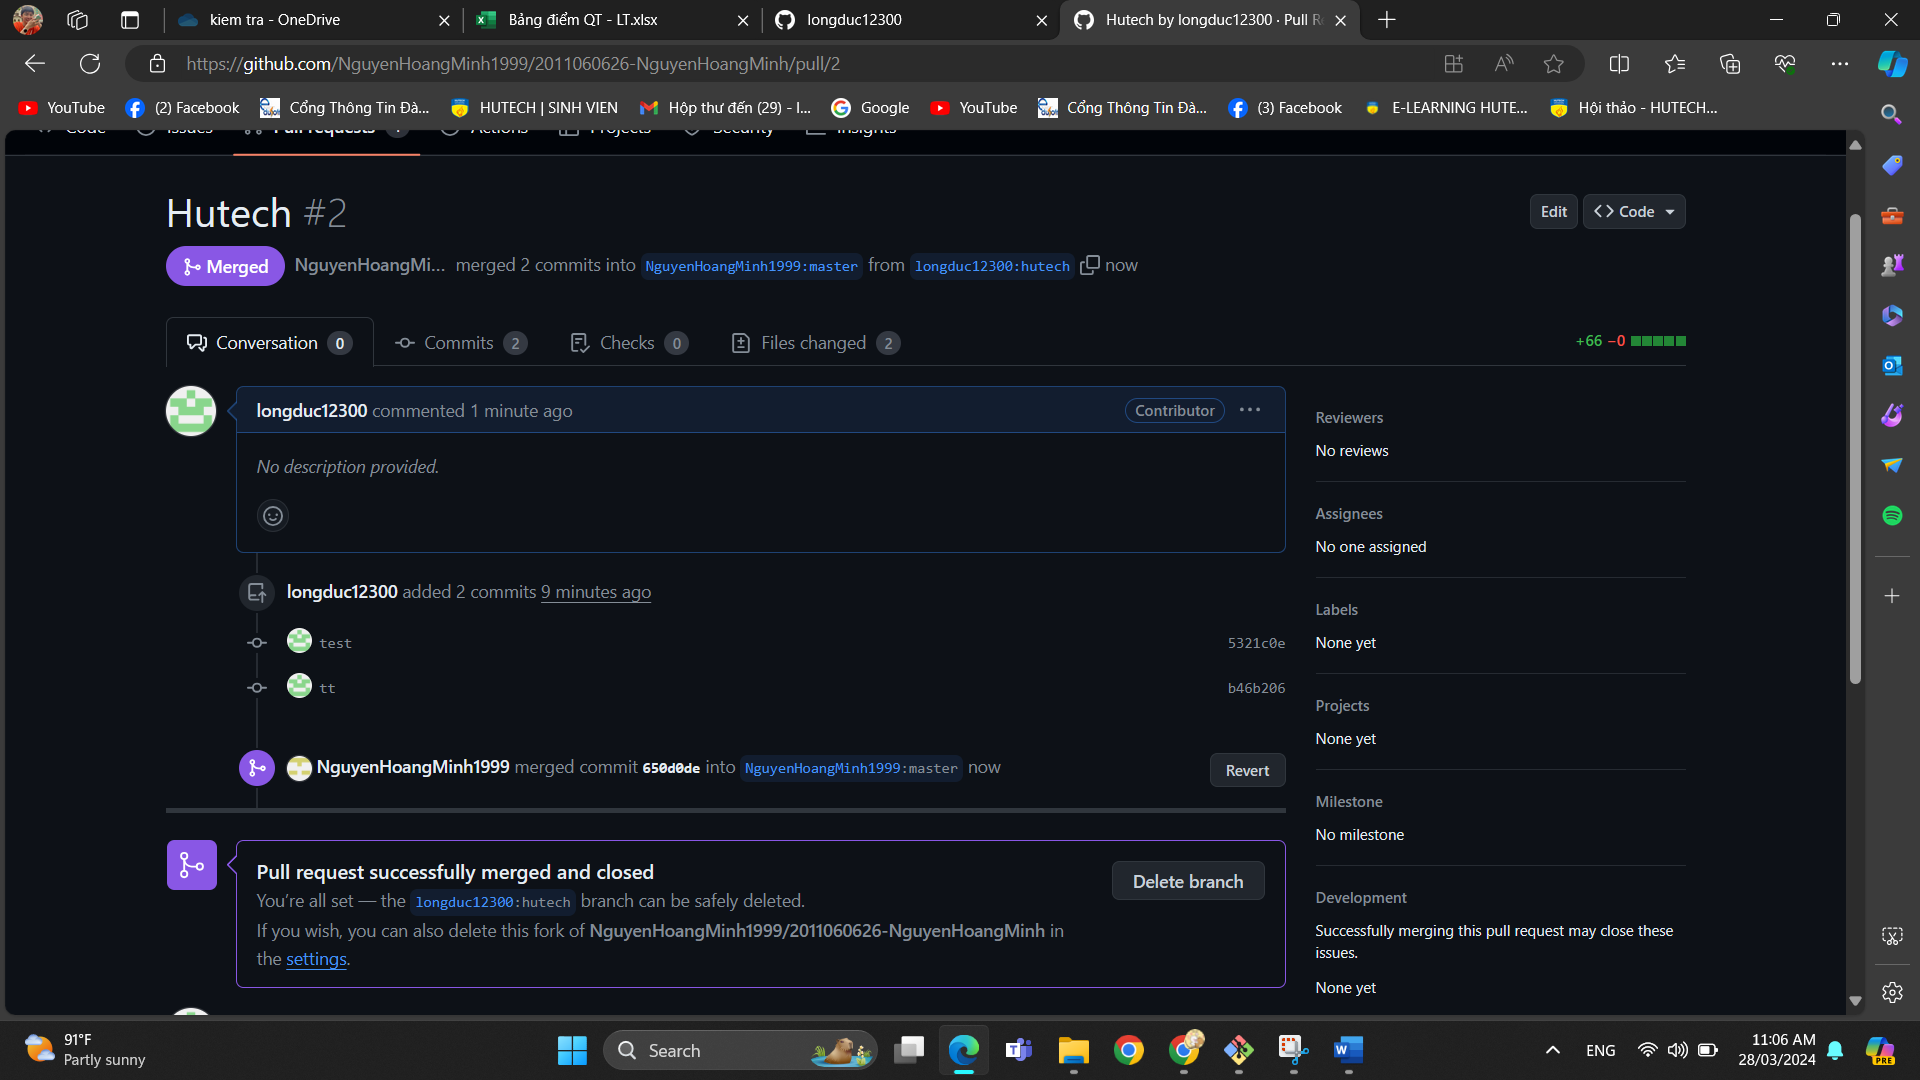 kiem tra - OneDrive
Bảng điểm QT - LT.xlsx
longduc12300
Hutech by longduc12300 · Pull R
https://github.com/NguyenHoangMinh1999/2011060626-NguyenHoangMinh/pull/2
YouTube
(2) Facebook
Cổng Thông Tin Đà...
HUTECH | SINH VIEN
Hộp thư đến (29) - l...
Google
YouTube
Cổng Thông Tin Đà...
(3) Facebook
E-LEARNING HUTE...
Hội thảo - HUTECH...
Code
Issues
Pull requests
Actions
Projects
Security
Insights
Hutech #2
Edit
Code
Merged
NguyenHoangMi... merged 2 commits into NguyenHoangMinh1999:master from longduc12300:hutech now
Conversation 0
Commits 2
Checks 0
Files changed 2
+66 −0
longduc12300 commented 1 minute ago
Contributor
No description provided.
longduc12300 added 2 commits 9 minutes ago
test 5321c0e
tt b46b206
NguyenHoangMinh1999 merged commit 650d0de into NguyenHoangMinh1999:master now
Revert
Pull request successfully merged and closed
You're all set — the longduc12300:hutech branch can be safely deleted.
If you wish, you can also delete this fork of NguyenHoangMinh1999/2011060626-NguyenHoangMinh in
the settings.
Delete branch
Reviewers
No reviews
Assignees
No one assigned
Labels
None yet
Projects
None yet
Milestone
No milestone
Development
Successfully merging this pull request may close these
issues.
None yet
91°F
Partly sunny
Search
ENG
11:06 AM
28/03/2024
PRE